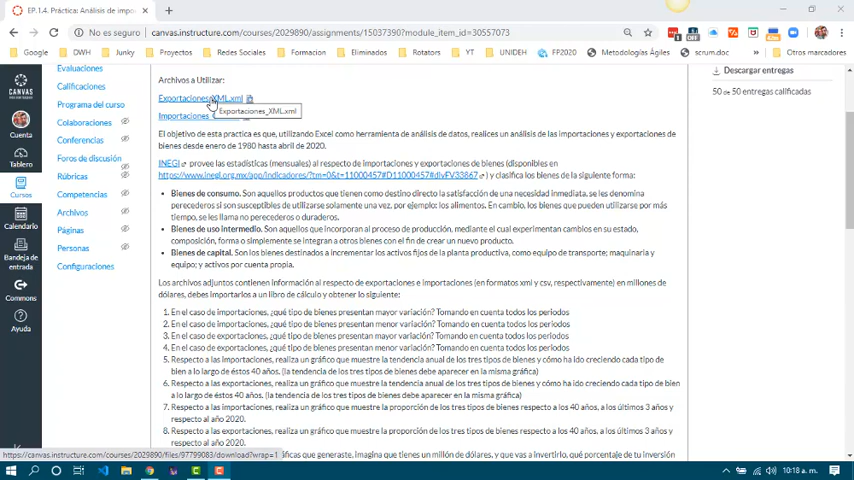 EP.1.4. Práctica: Análisis de impo
No es seguro | canvas.instructure.com/courses/2029890/assignments/15037390?module_item_id=30557073
Google
DWH
Junky
Proyectos
Redes Sociales
Formacion
Eliminados
Rotators
YT
UNIDEH
FP2020
Metodologías Ágiles
scrum.doc
»
Otros marcadores
CANVAS
Cuenta
Tablero
Cursos
Calendario
Bandeja de
entrada
Commons
Ayuda
Evaluaciones
Calificaciones
Programa del curso
Colaboraciones
Conferencias
Foros de discusión
Rúbricas
Competencias
Archivos
Páginas
Personas
Configuraciones
Archivos a Utilizar:
Exportaciones_XML.xml
Exportaciones_XML.xml
Importaciones
El objetivo de esta practica es que, utilizando Excel como herramienta de análisis de datos, realices un análisis de las importaciones y exportaciones de
bienes desde enero de 1980 hasta abril de 2020.
INEGI provee las estadísticas (mensuales) al respecto de importaciones y exportaciones de bienes (disponibles en
https://www.inegi.org.mx/app/indicadores/?tm=0&t=11000457#D11000457#divFV33867 ) y clasifica los bienes de la siguiente forma:
• Bienes de consumo. Son aquellos productos que tienen como destino directo la satisfacción de una necesidad inmediata, se les denomina
perecederos si son susceptibles de utilizarse solamente una vez, por ejemplo: los alimentos. En cambio, los bienes que pueden utilizarse por más
tiempo, se les llama no perecederos o duraderos.
• Bienes de uso intermedio. Son aquellos que incorporan al proceso de producción, mediante el cual experimentan cambios en su estado,
composición, forma o simplemente se integran a otros bienes con el fin de crear un nuevo producto.
• Bienes de capital. Son los bienes destinados a incrementar los activos fijos de la planta productiva, como equipo de transporte; maquinaria y
equipo; y activos por cuenta propia.
Los archivos adjuntos contienen información al respecto de exportaciones e importaciones (en formatos xml y csv, respectivamente) en millones de
dólares, debes importarlos a un libro de cálculo y obtener lo siguiente:
1. En el caso de importaciones, ¿qué tipo de bienes presentan mayor variación? Tomando en cuenta todos los periodos
2. En el caso de importaciones, ¿qué tipo de bienes presentan menor variación? Tomando en cuenta todos los periodos
3. En el caso de exportaciones, ¿qué tipo de bienes presentan mayor variación? Tomando en cuenta todos los periodos
4. En el caso de exportaciones, ¿qué tipo de bienes presentan menor variación? Tomando en cuenta todos los periodos
5. Respecto a las importaciones, realiza un gráfico que muestre la tendencia anual de los tres tipos de bienes y cómo ha ido creciendo cada tipo de
bien a lo largo de éstos 40 años. (la tendencia de los tres tipos de bienes debe aparecer en la misma gráfica)
6. Respecto a las exportaciones, realiza un gráfico que muestre la tendencia anual de los tres tipos de bienes y cómo ha ido creciendo cada tipo de
bien a lo largo de éstos 40 años. (la tendencia de los tres tipos de bienes debe aparecer en la misma gráfica)
7. Respecto a las importaciones, realiza un gráfico que muestre la proporción de los tres tipos de bienes respecto a los 40 años, a los últimos 3 años y
respecto al año 2020.
8. Respecto a las exportaciones, realiza un gráfico que muestre la proporción de los tres tipos de bienes respecto a los 40 años, a los últimos 3 años y
respecto al año 2020.
ficas que generaste, imagina que tienes un millón de dólares, y que quieres invertirlo, qué porcentaje de tu inversión
Descargar entregas
50 de 50 entregas calificadas
https://canvas.instructure.com/courses/2029890/files/97799083/download?wrap=1
10:18 a. m.